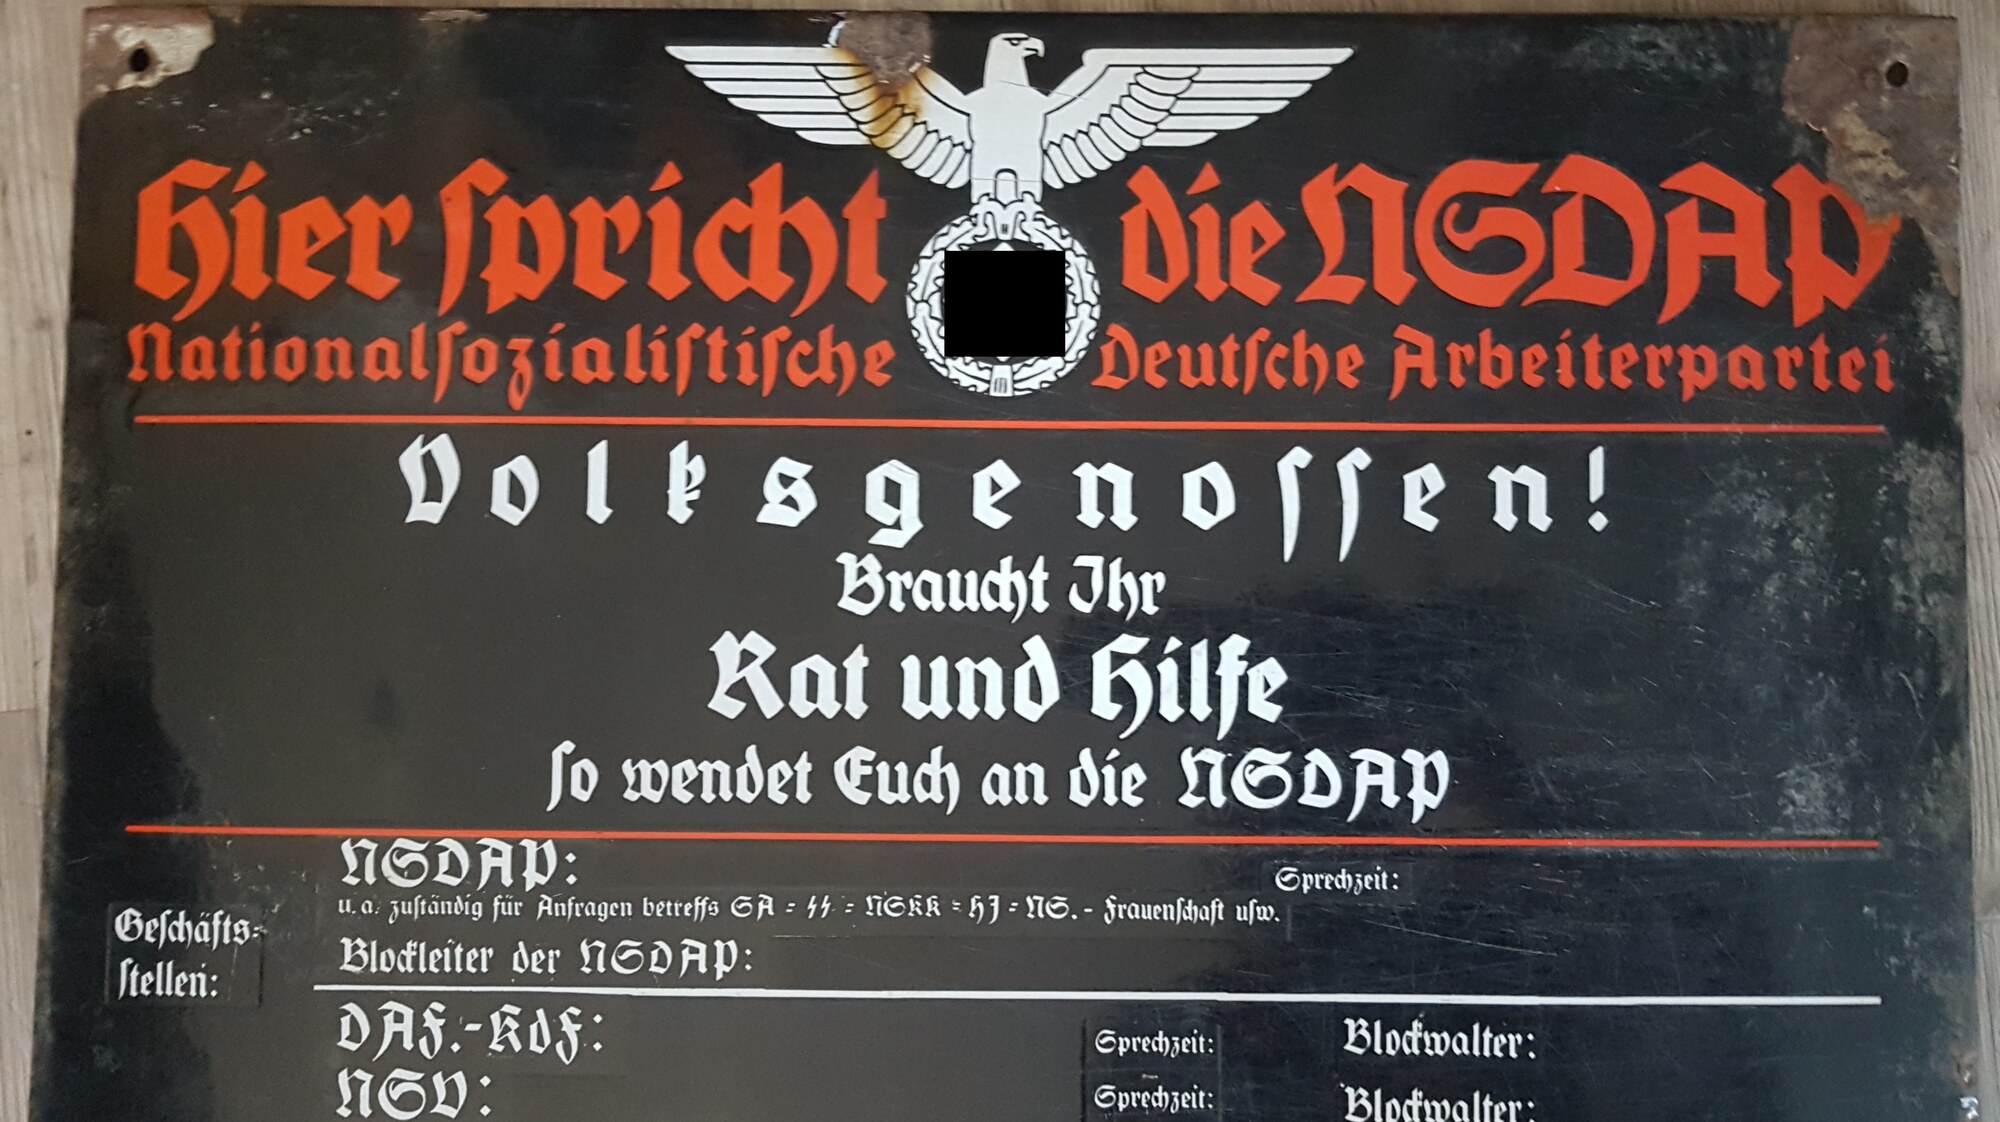 Hier spricht die NSDAP
Nationalsozialistische Deutsche Arbeiterpartei
Volksgenossen!
Braucht Ihr
Rat und Hilfe
so wendet Euch an die NSDAP
Geschäfts-
stellen:
NSDAP: Sprechzeit:
u. a. zuständig für Anfragen betreffs SA - SS - NSKK - HJ - NS. - Frauenschaft usw.
Blockleiter der NSDAP:
DAF.-KdF: Sprechzeit: Blockwalter:
NSV: Sprechzeit: Blockwalter: